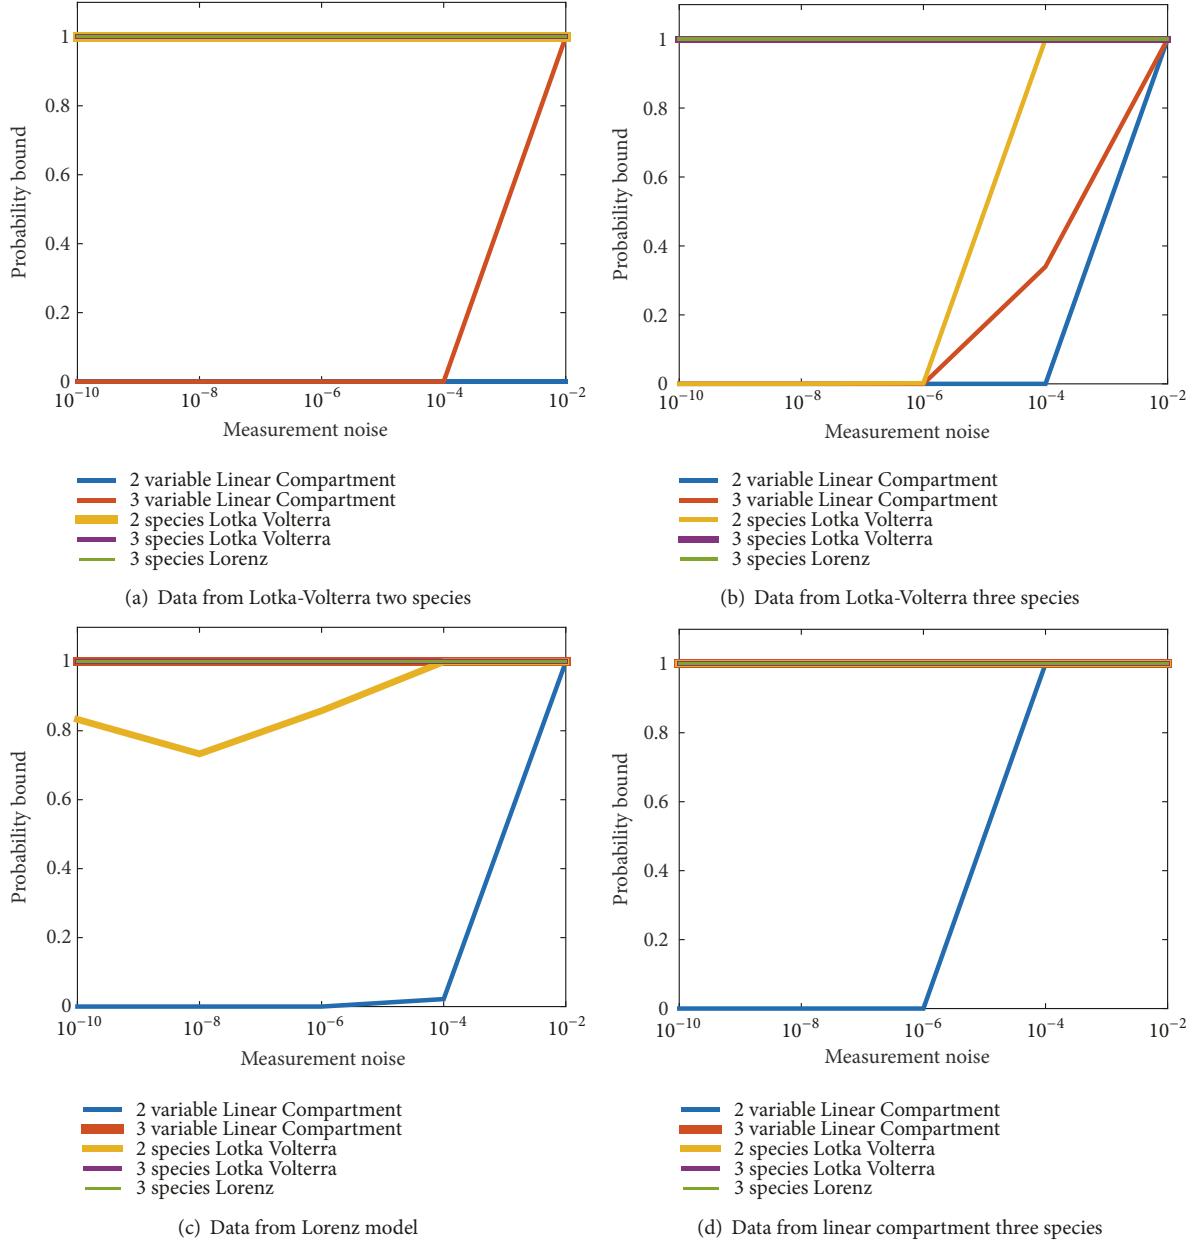 1
0.8
0.6
0.4
0.2
0
Probability bound
10⁻¹⁰ 10⁻⁸ 10⁻⁶ 10⁻⁴ 10⁻²
Measurement noise
2 variable Linear Compartment
3 variable Linear Compartment
2 species Lotka Volterra
3 species Lotka Volterra
3 species Lorenz
(a) Data from Lotka-Volterra two species
1
0.8
0.6
0.4
0.2
0
Probability bound
10⁻¹⁰ 10⁻⁸ 10⁻⁶ 10⁻⁴ 10⁻²
Measurement noise
2 variable Linear Compartment
3 variable Linear Compartment
2 species Lotka Volterra
3 species Lotka Volterra
3 species Lorenz
(b) Data from Lotka-Volterra three species
1
0.8
0.6
0.4
0.2
0
Probability bound
10⁻¹⁰ 10⁻⁸ 10⁻⁶ 10⁻⁴ 10⁻²
Measurement noise
2 variable Linear Compartment
3 variable Linear Compartment
2 species Lotka Volterra
3 species Lotka Volterra
3 species Lorenz
(c) Data from Lorenz model
1
0.8
0.6
0.4
0.2
0
Probability bound
10⁻¹⁰ 10⁻⁸ 10⁻⁶ 10⁻⁴ 10⁻²
Measurement noise
2 variable Linear Compartment
3 variable Linear Compartment
2 species Lotka Volterra
3 species Lotka Volterra
3 species Lorenz
(d) Data from linear compartment three species